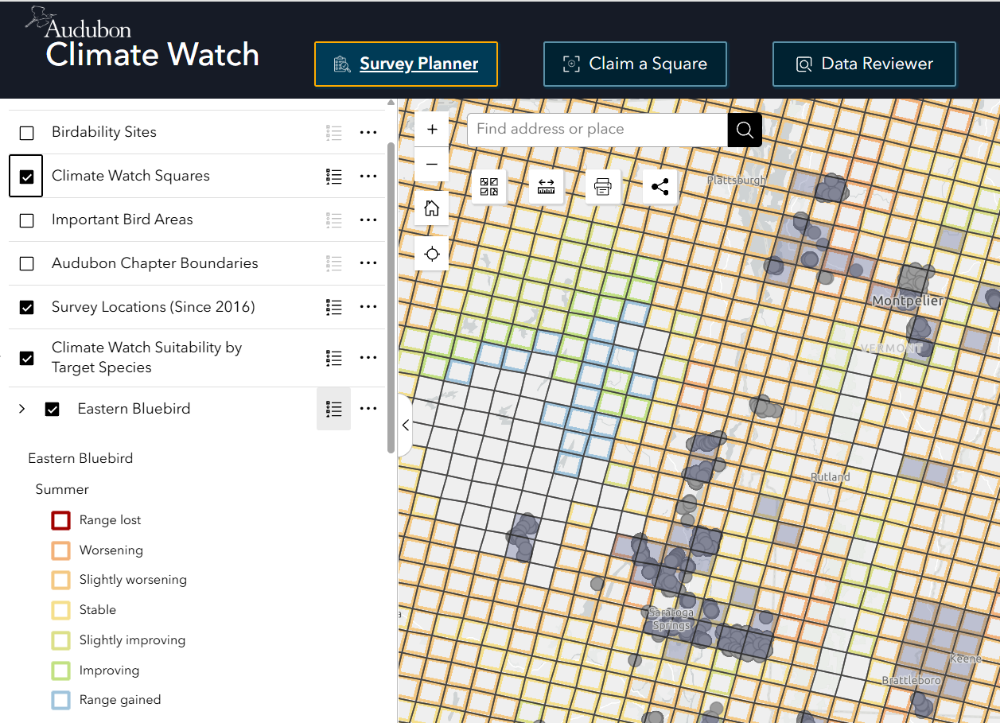 Audubon
Climate Watch
Survey Planner
Claim a Square
Data Reviewer
Birdability Sites
Climate Watch Squares
Important Bird Areas
Audubon Chapter Boundaries
Survey Locations (Since 2016)
Climate Watch Suitability by
Target Species
Eastern Bluebird
Eastern Bluebird
Summer
Range lost
Worsening
Slightly worsening
Stable
Slightly improving
Improving
Range gained
+
Find address or place
−
Plattsburgh
Montpelier
VERMONT
Rutland
Saratoga
Springs
Keene
Brattleboro